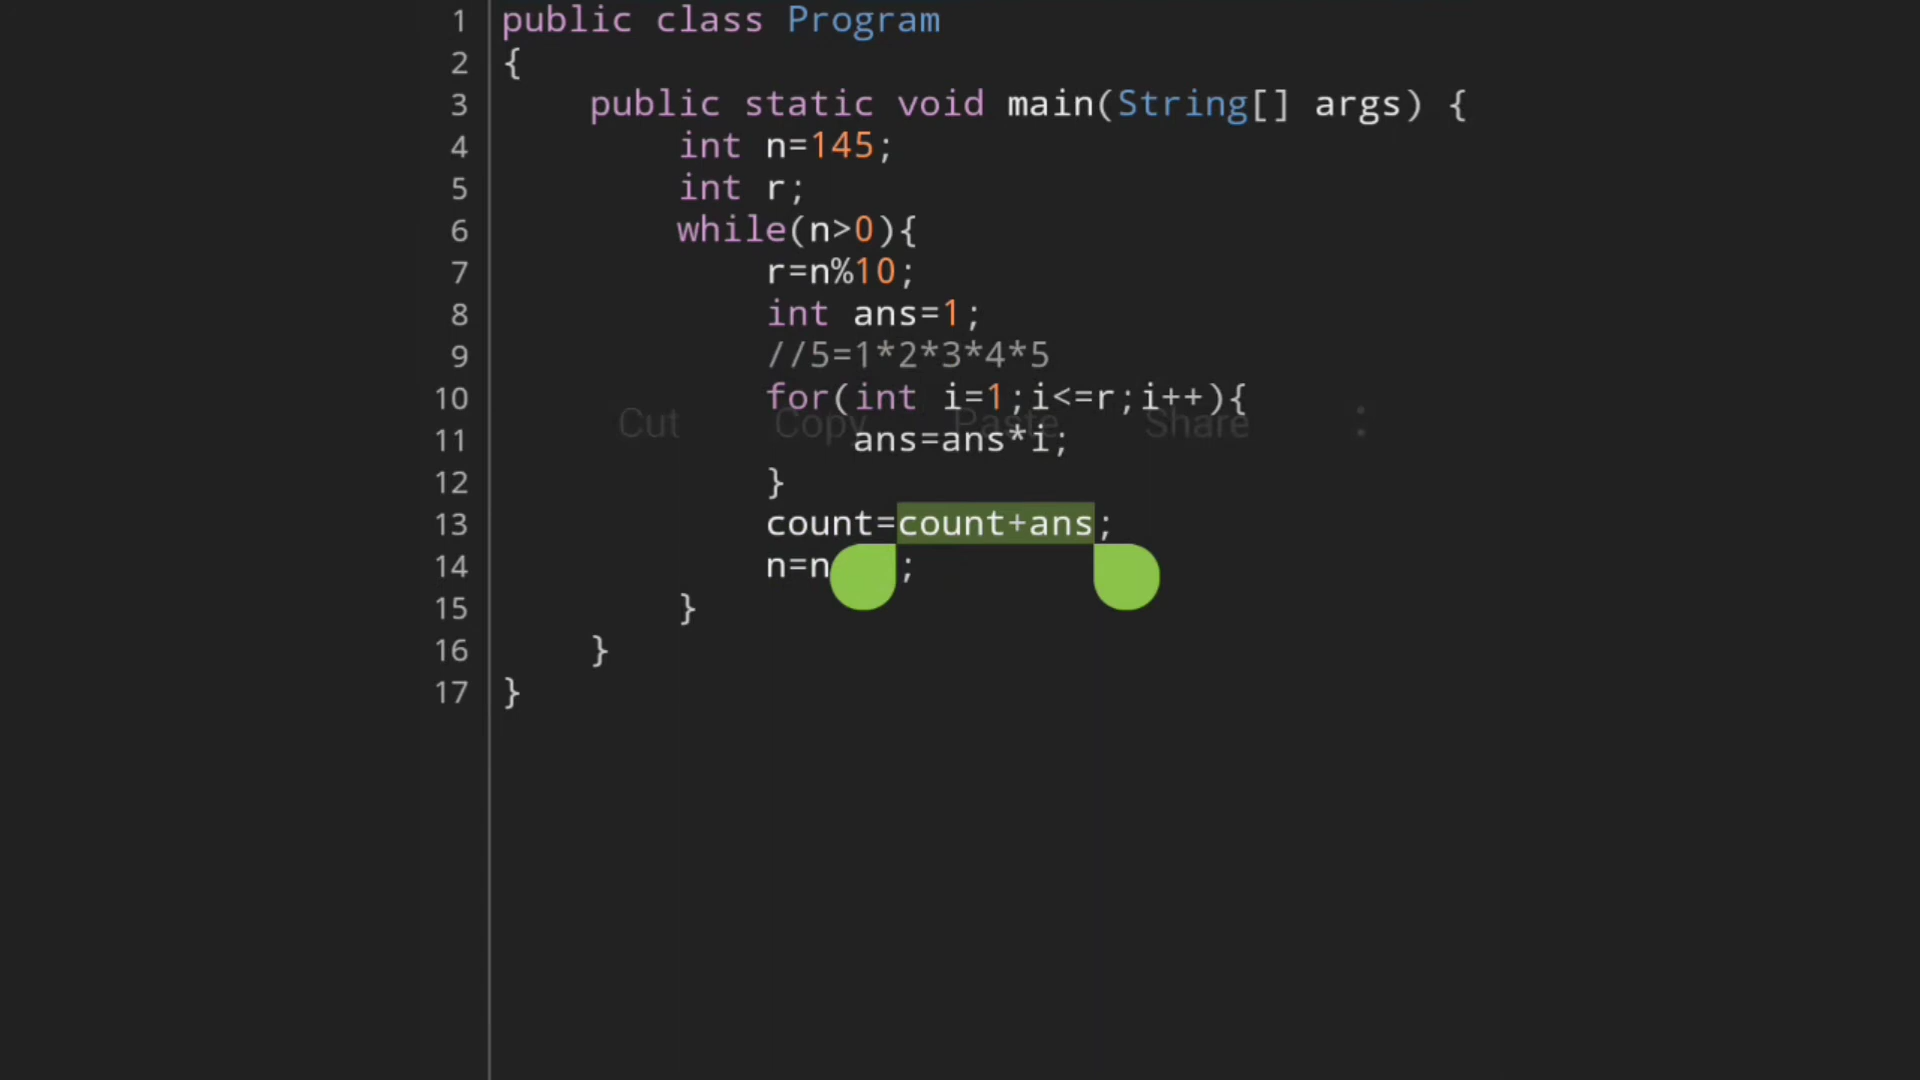 1 public class Program
2 {
3 public static void main(String[] args) {
4 int n=145;
5 int r;
6 while(n>0){
7 r=n%10;
8 int ans=1;
9 //5=1*2*3*4*5
10 for(int i=1;i<=r;i++){
Cut Copy Paste Share
11 ans=ans*i;
12 }
13 count=count+ans;
14 n=n ;
15 }
16 }
17 }